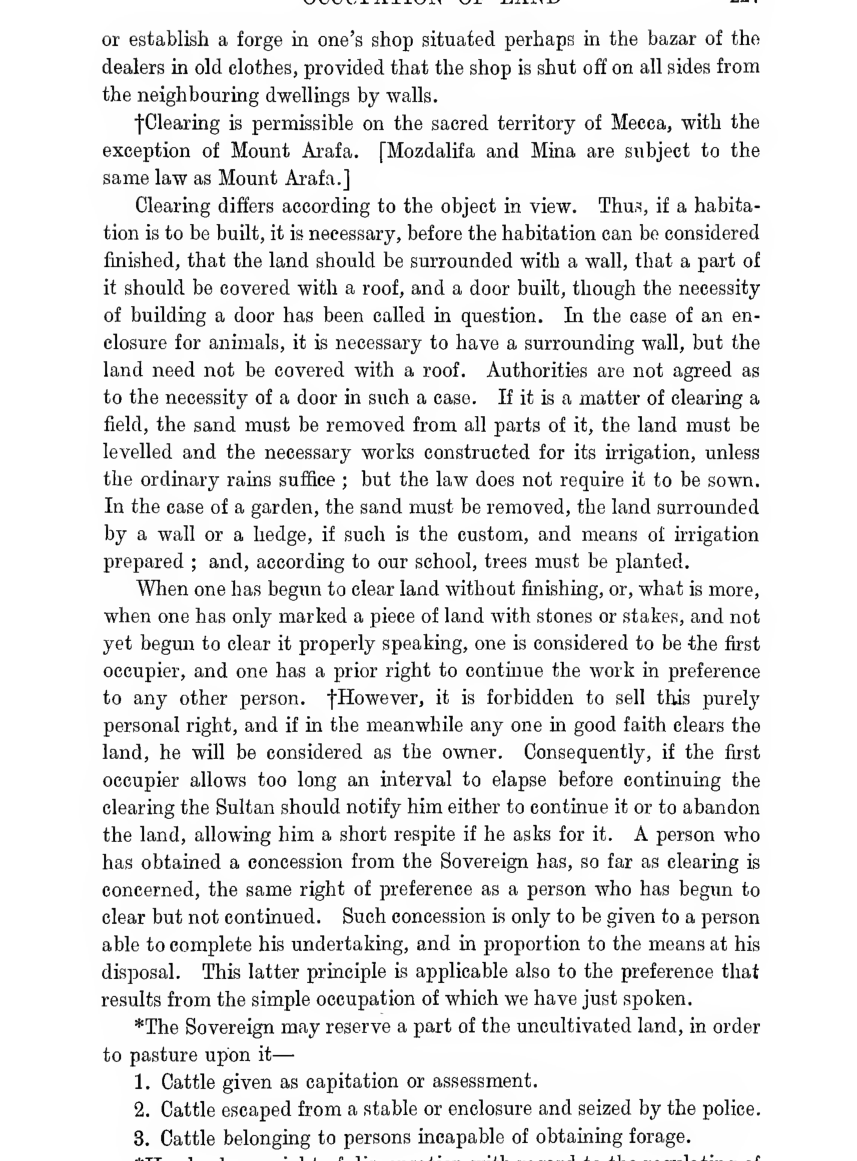 or establish a forge in one's shop situated perhaps in the bazar of the
dealers in old clothes, provided that the shop is shut off on all sides from
the neighbouring dwellings by walls.
†Clearing is permissible on the sacred territory of Mecca, with the
exception of Mount Arafa. [Mozdalifa and Mina are subject to the
same law as Mount Arafa.]
Clearing differs according to the object in view. Thus, if a habita-
tion is to be built, it is necessary, before the habitation can be considered
finished, that the land should be surrounded with a wall, that a part of
it should be covered with a roof, and a door built, though the necessity
of building a door has been called in question. In the case of an en-
closure for animals, it is necessary to have a surrounding wall, but the
land need not be covered with a roof. Authorities are not agreed as
to the necessity of a door in such a case. If it is a matter of clearing a
field, the sand must be removed from all parts of it, the land must be
levelled and the necessary works constructed for its irrigation, unless
the ordinary rains suffice ; but the law does not require it to be sown.
In the case of a garden, the sand must be removed, the land surrounded
by a wall or a hedge, if such is the custom, and means of irrigation
prepared ; and, according to our school, trees must be planted.
When one has begun to clear land without finishing, or, what is more,
when one has only marked a piece of land with stones or stakes, and not
yet begun to clear it properly speaking, one is considered to be the first
occupier, and one has a prior right to continue the work in preference
to any other person. †However, it is forbidden to sell this purely
personal right, and if in the meanwhile any one in good faith clears the
land, he will be considered as the owner. Consequently, if the first
occupier allows too long an interval to elapse before continuing the
clearing the Sultan should notify him either to continue it or to abandon
the land, allowing him a short respite if he asks for it. A person who
has obtained a concession from the Sovereign has, so far as clearing is
concerned, the same right of preference as a person who has begun to
clear but not continued. Such concession is only to be given to a person
able to complete his undertaking, and in proportion to the means at his
disposal. This latter principle is applicable also to the preference that
results from the simple occupation of which we have just spoken.
*The Sovereign may reserve a part of the uncultivated land, in order
to pasture upon it—
1. Cattle given as capitation or assessment.
2. Cattle escaped from a stable or enclosure and seized by the police.
3. Cattle belonging to persons incapable of obtaining forage.